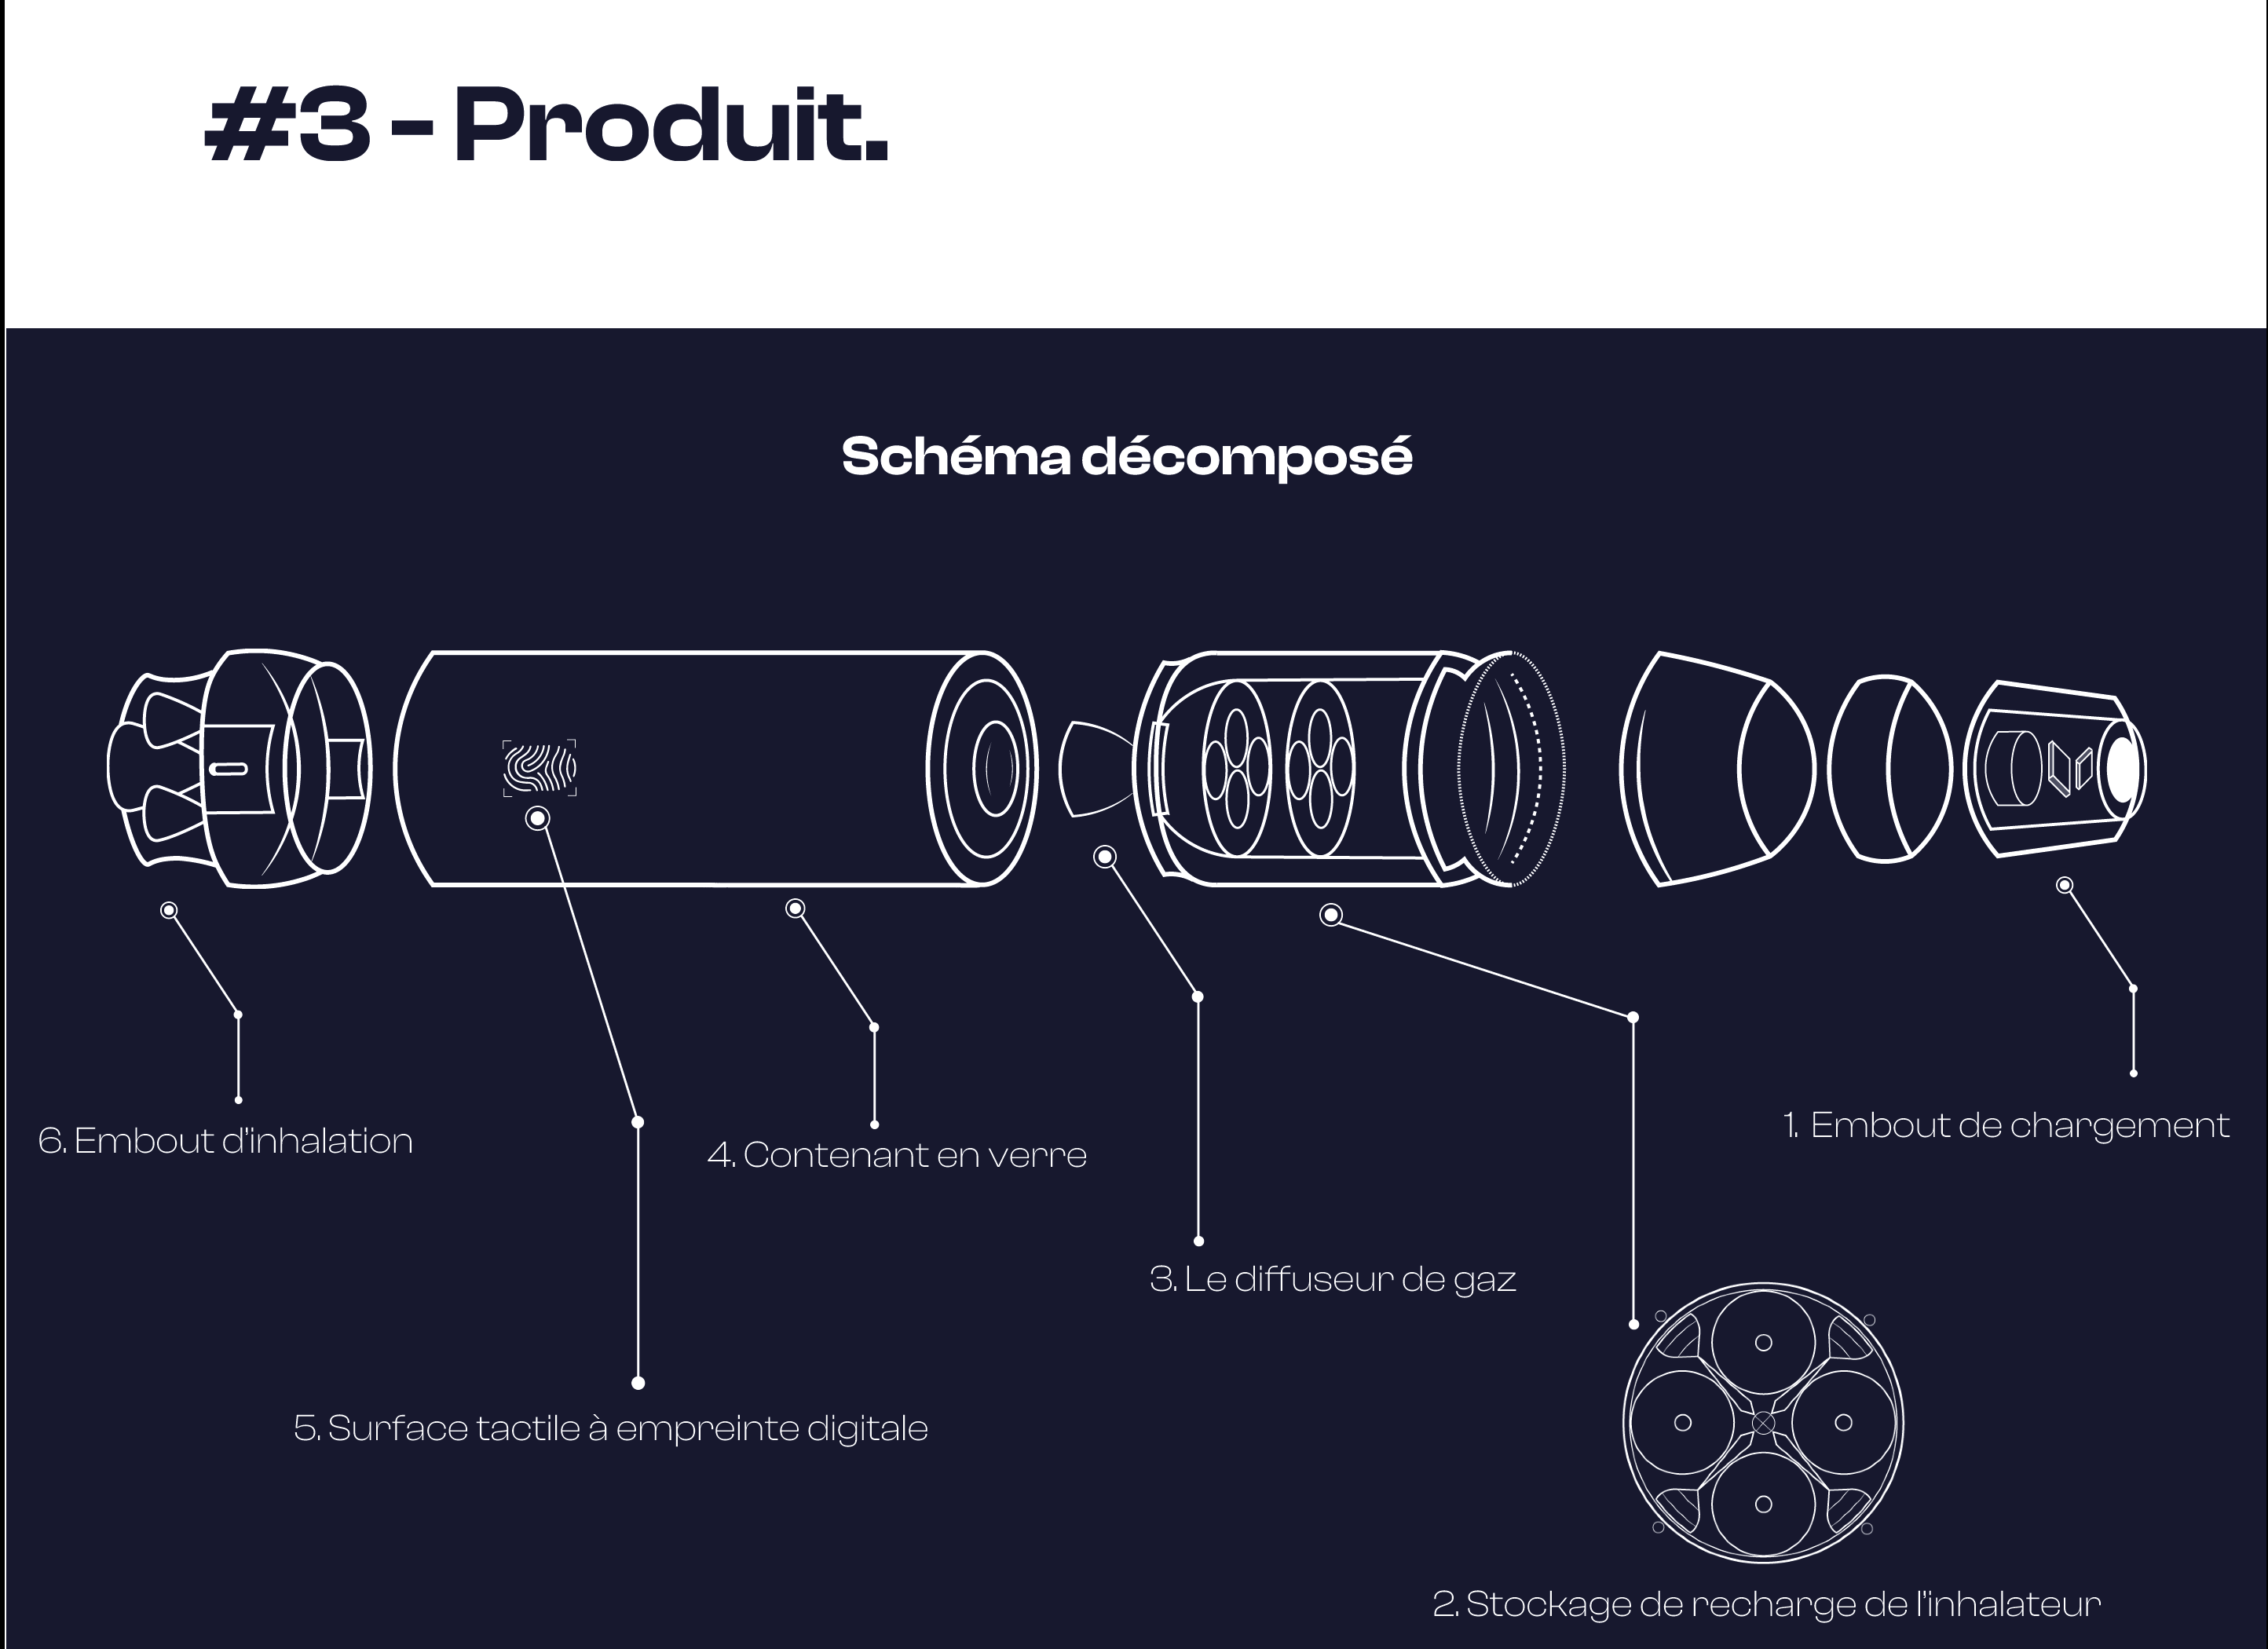 #3 - Produit.
Schéma décomposé
1. Embout de chargement
6. Embout d'inhalation
4. Contenant en verre
3. Le diffuseur de gaz
5. Surface tactile à empreinte digitale
2. Stockage de recharge de l'inhalateur